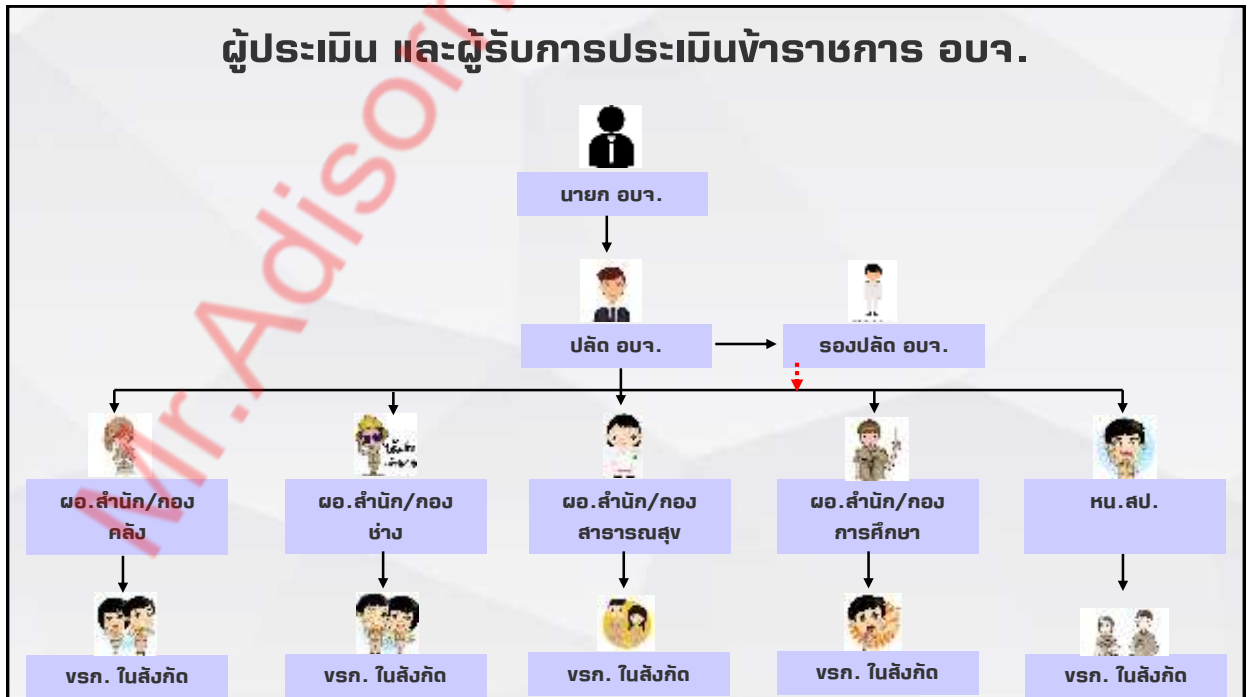 ผู้ประเมิน และผู้รับการประเมินข้าราชการ อบจ.
นายก อบจ.
ปลัด อบจ.
รองปลัด อบจ.
ผอ.สำนัก/กอง
คลัง
ผอ.สำนัก/กอง
ช่าง
ผอ.สำนัก/กอง
สาธารณสุข
ผอ.สำนัก/กอง
การศึกษา
หน.สป.
ขรก. ในสังกัด
ขรก. ในสังกัด
ขรก. ในสังกัด
ขรก. ในสังกัด
ขรก. ในสังกัด
Mr.Adisorn